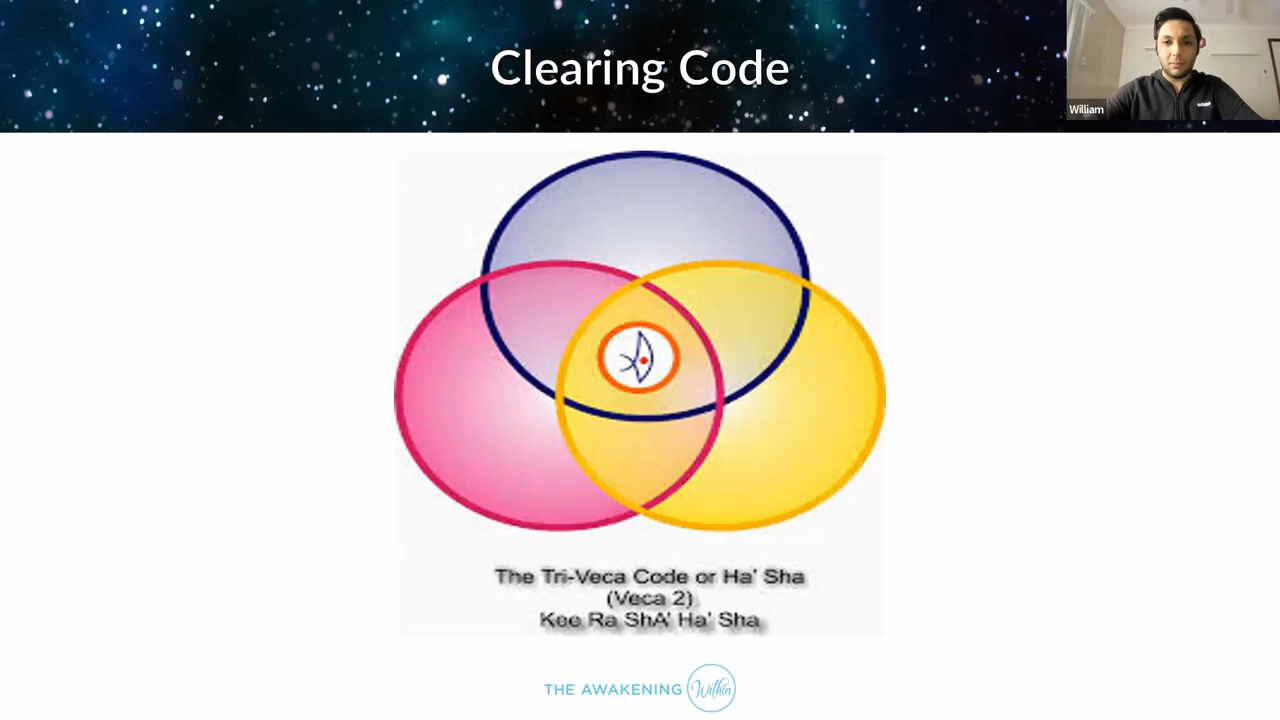 Clearing Code
William
The Tri-Veca Code or Ha' Sha
(Veca 2)
Kee Ra ShA' Ha' Sha
THE AWAKENING Within